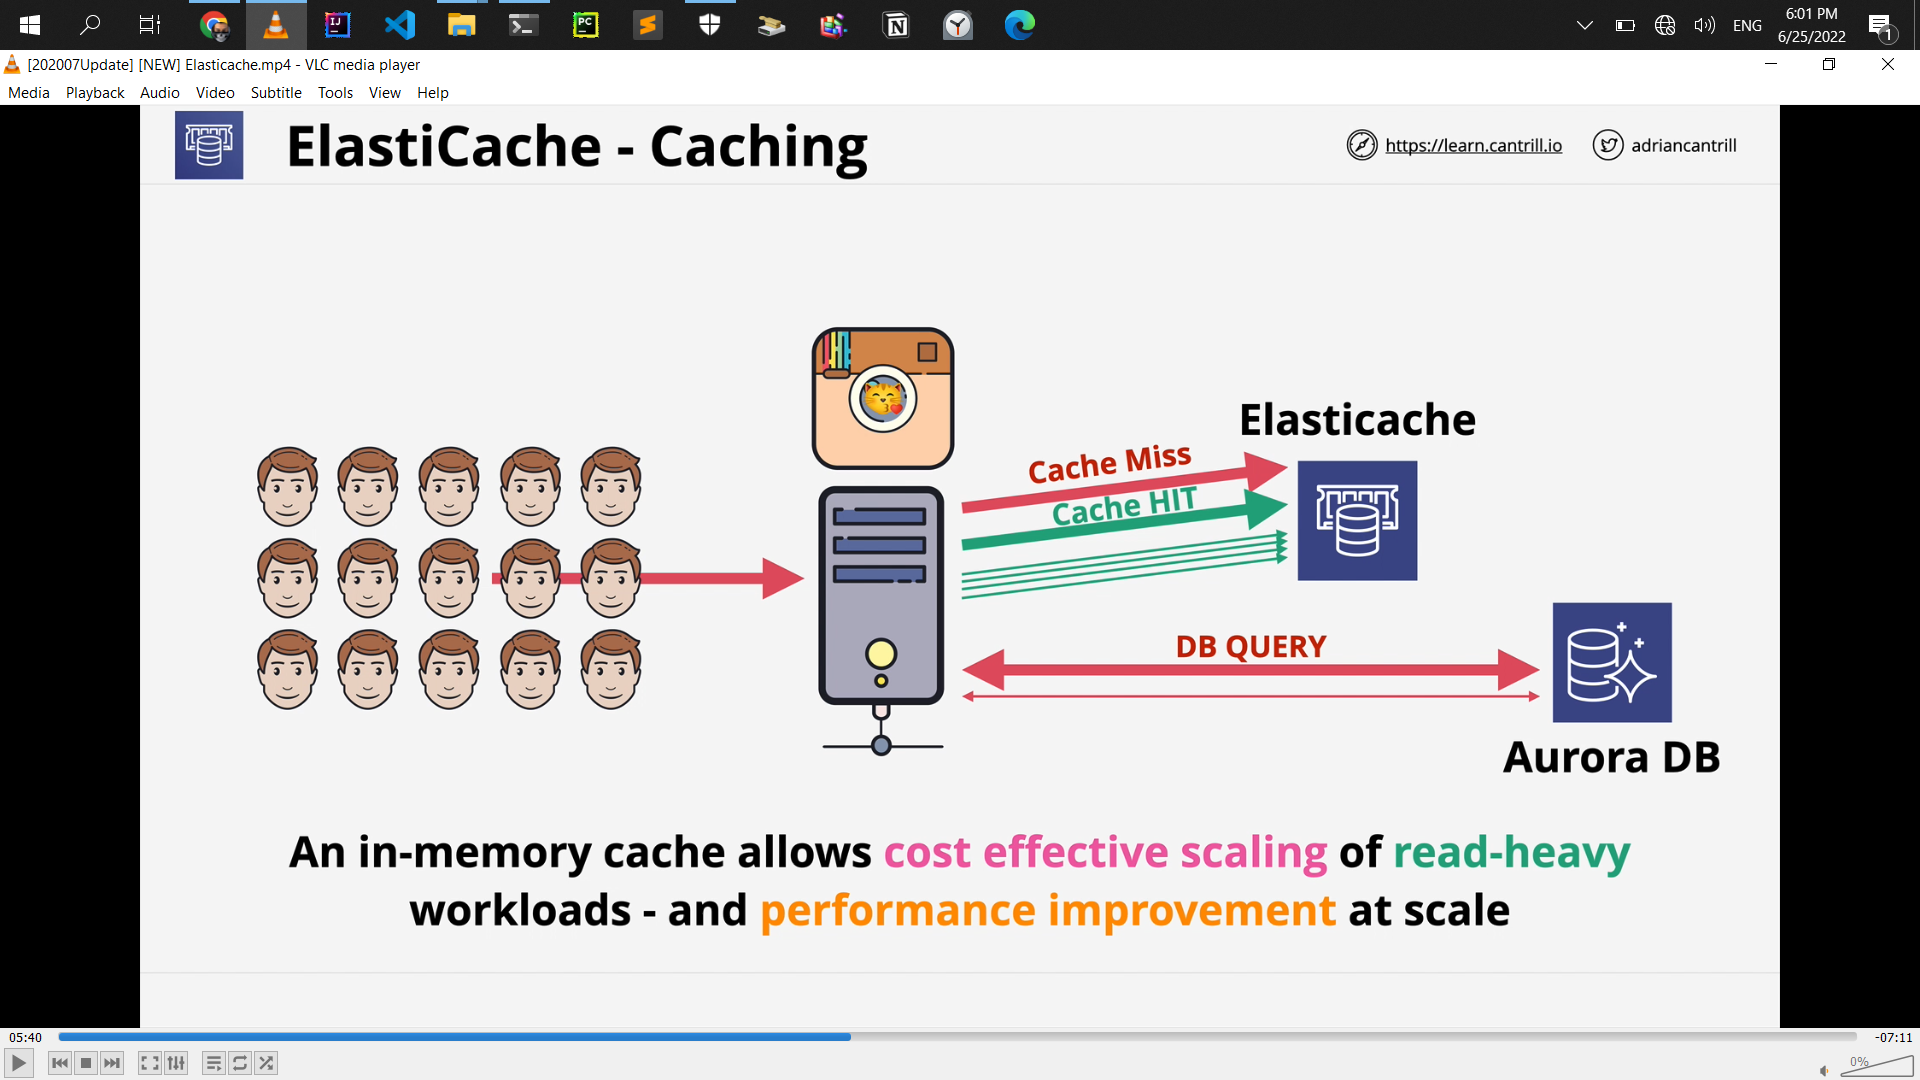 ENG
6:01 PM
6/25/2022
1
[202007Update] [NEW] Elasticache.mp4 - VLC media player
Media Playback Audio Video Subtitle Tools View Help
ElastiCache - Caching
https://learn.cantrill.io
adriancantrill
Elasticache
Cache Miss
Cache HIT
DB QUERY
Aurora DB
An in-memory cache allows cost effective scaling of read-heavy
workloads - and performance improvement at scale
05:40
-07:11
0%